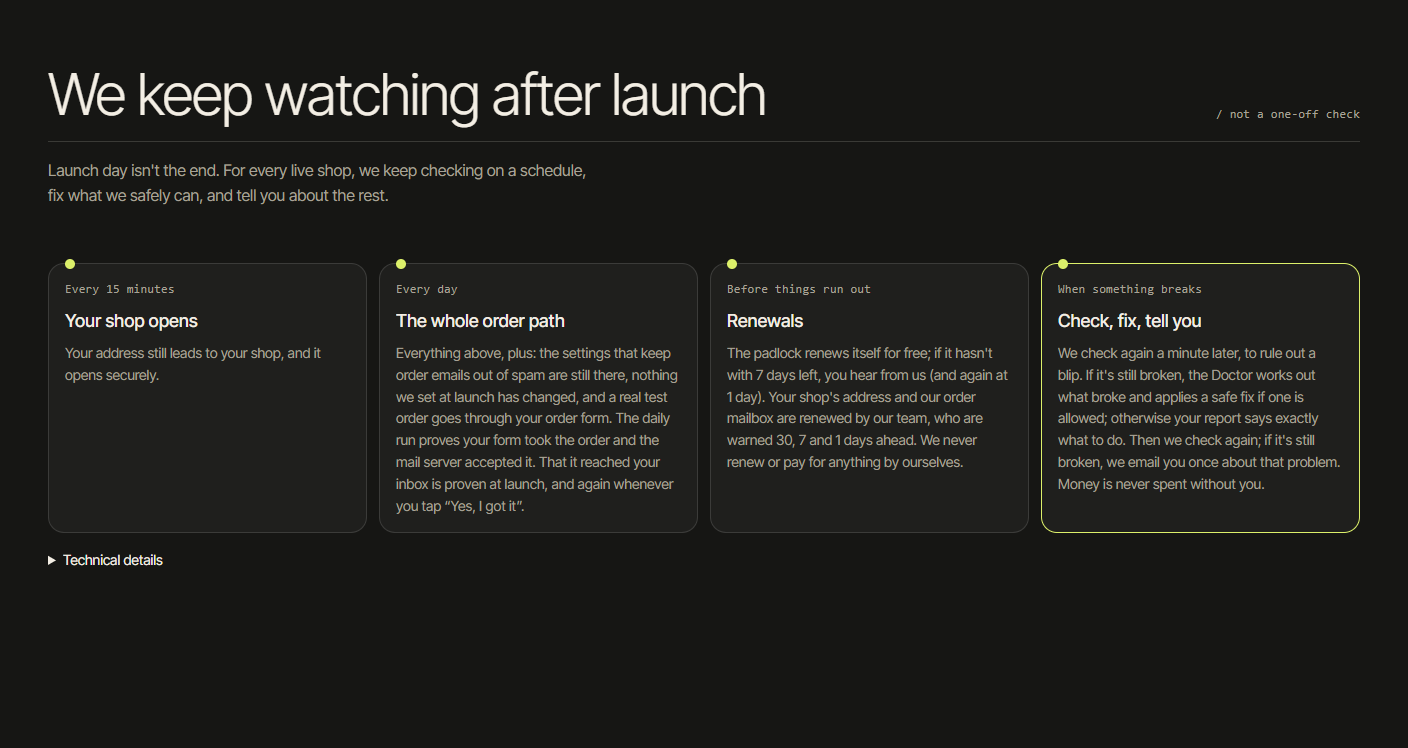 We keep watching after launch
/ not a one-off check
Launch day isn't the end. For every live shop, we keep checking on a schedule,
fix what we safely can, and tell you about the rest.
Every 15 minutes
Your shop opens
Your address still leads to your shop, and it
opens securely.
Every day
The whole order path
Everything above, plus: the settings that keep
order emails out of spam are still there, nothing
we set at launch has changed, and a real test
order goes through your order form. The daily
run proves your form took the order and the
mail server accepted it. That it reached your
inbox is proven at launch, and again whenever
you tap “Yes, I got it”.
Before things run out
Renewals
The padlock renews itself for free; if it hasn't
with 7 days left, you hear from us (and again at
1 day). Your shop's address and our order
mailbox are renewed by our team, who are
warned 30, 7 and 1 days ahead. We never
renew or pay for anything by ourselves.
When something breaks
Check, fix, tell you
We check again a minute later, to rule out a
blip. If it's still broken, the Doctor works out
what broke and applies a safe fix if one is
allowed; otherwise your report says exactly
what to do. Then we check again; if it's still
broken, we email you once about that problem.
Money is never spent without you.
Technical details